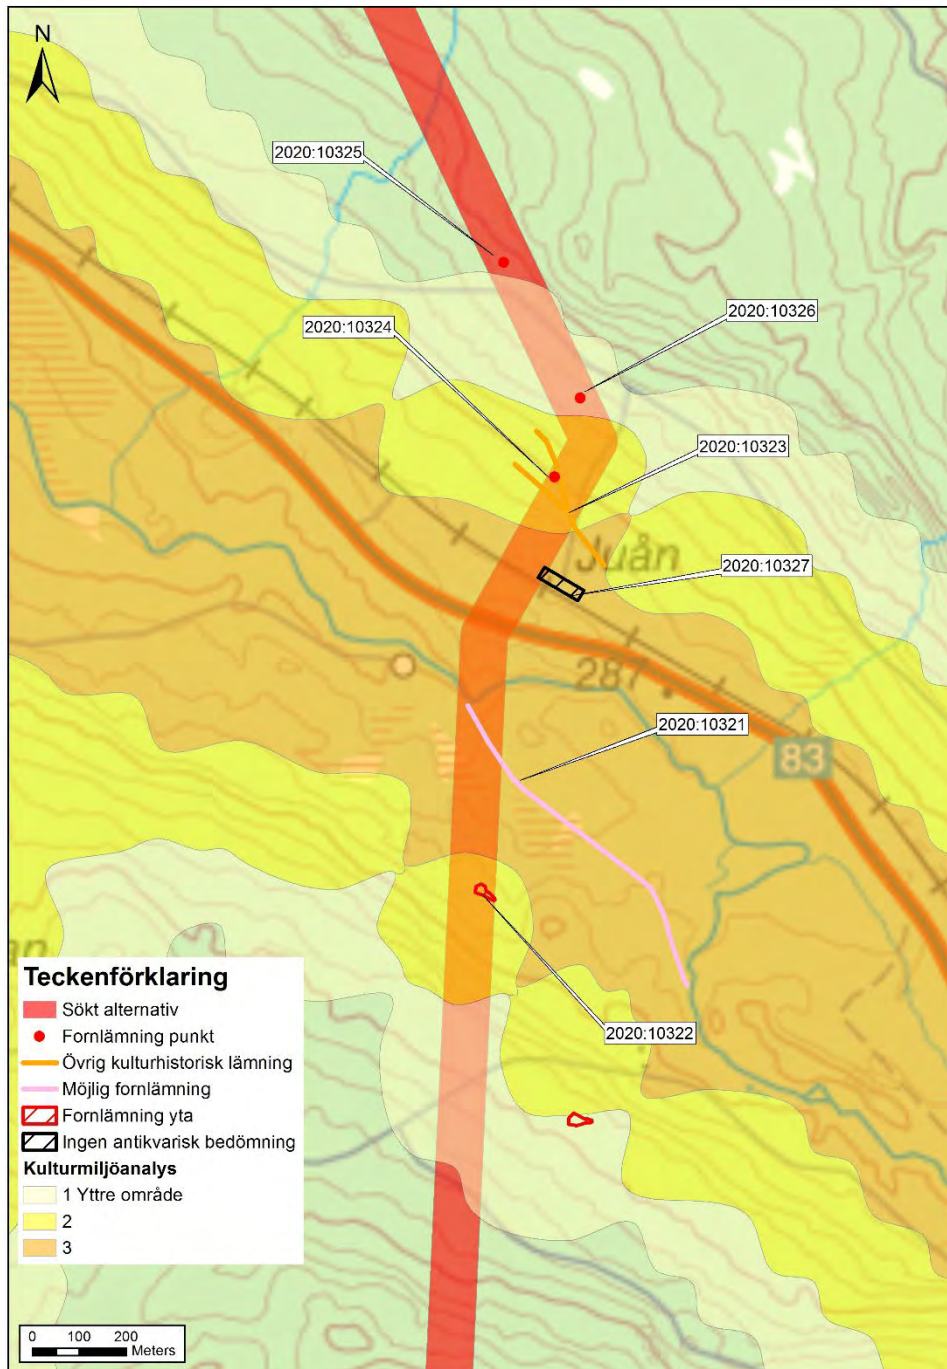 N
2020:10325
2020:10326
2020:10324
2020:10323
Juån
2020:10327
287
2020:10321
83
an
Teckenförklaring
Sökt alternativ
Fornlämning punkt
Övrig kulturhistorisk lämning
Möjlig fornlämning
Fornlämning yta
Ingen antikvarisk bedömning
Kulturmiljöanalys
1 Yttre område
2
3
2020:10322
0 100 200
Meters